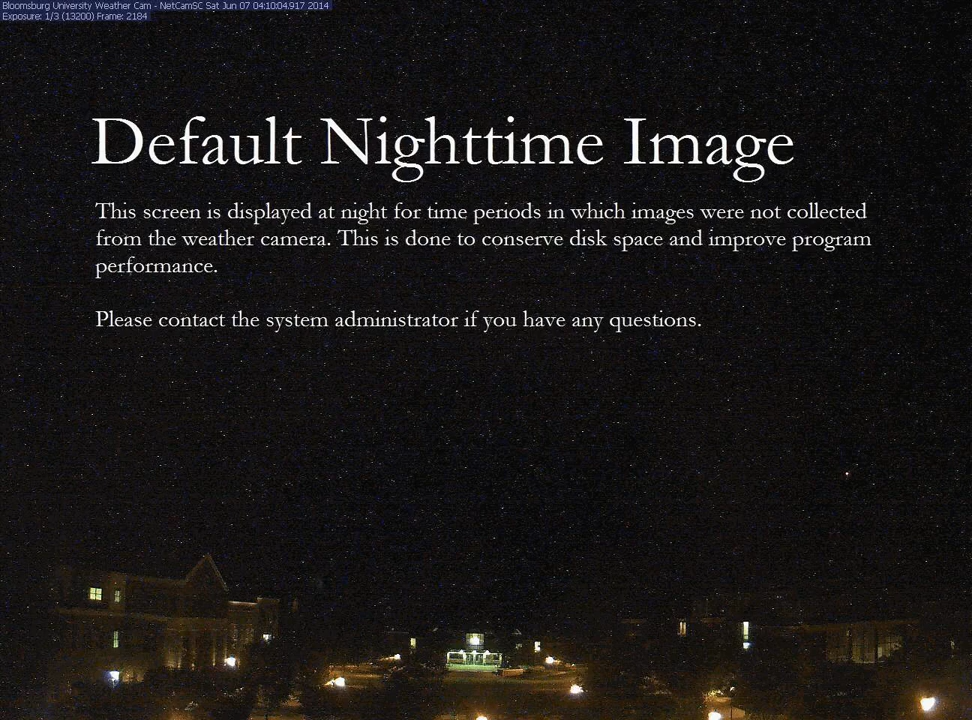 Bloomsburg University Weather Cam - NetCamSC Sat Jun 07 04:10:04.917 2014
Exposure: 1/3 (13200) Frame: 2184
Default Nighttime Image
This screen is displayed at night for time periods in which images were not collected
from the weather camera. This is done to conserve disk space and improve program
performance.
Please contact the system administrator if you have any questions.